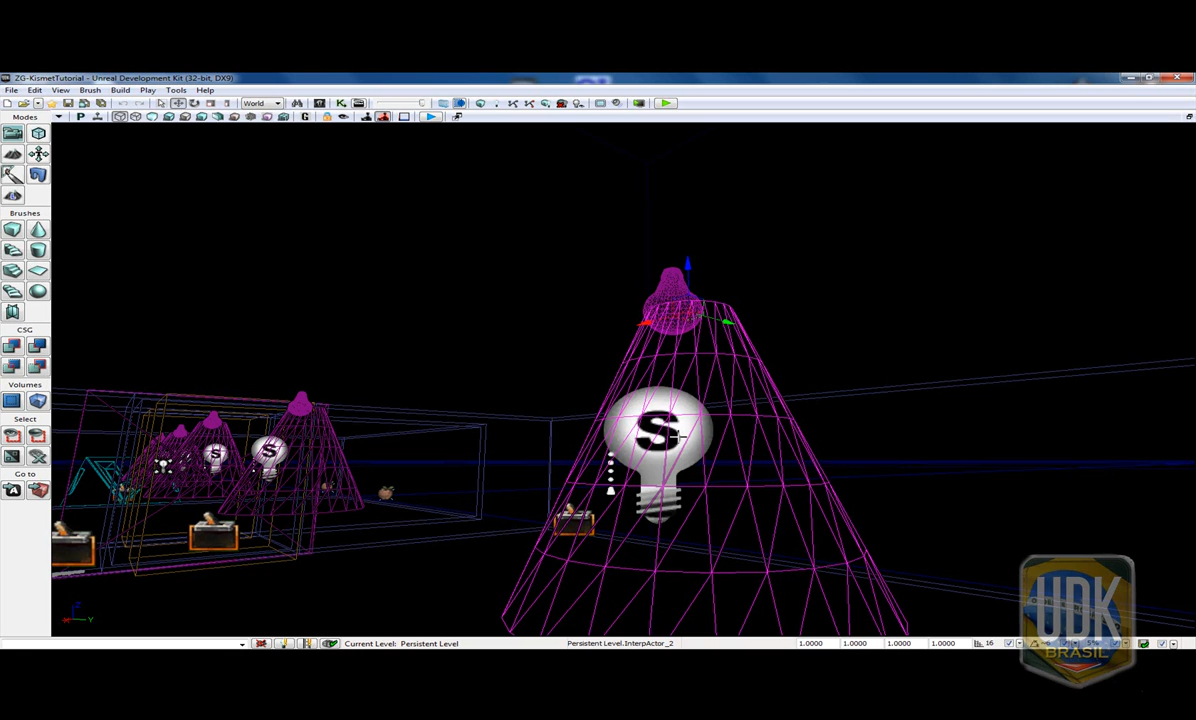 ZG-KismetTutorial - Unreal Development Kit (32-bit, DX9)
File Edit View Brush Build Play Tools Help
World
Modes
P
G
Brushes
CSG
Volumes
Select
Go to
S
S
S
Z
X
Y
Current Level: Persistent Level
Persistent Level.InterpActor_2
1.0000 1.0000 1.0000 1.0000
16
UDK
BRASIL